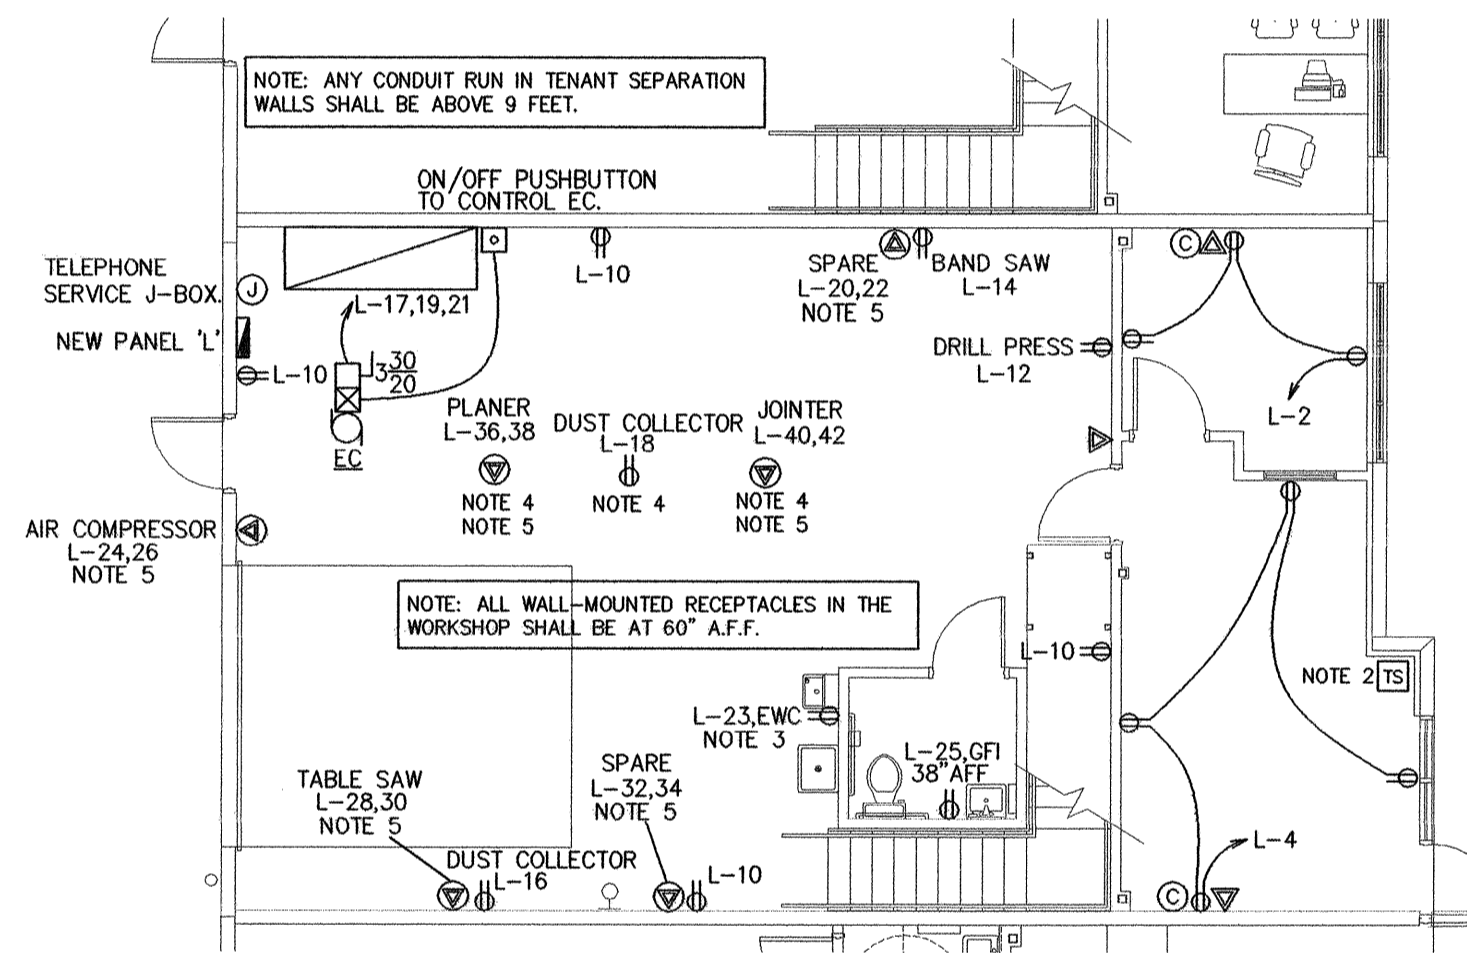 NOTE: ANY CONDUIT RUN IN TENANT SEPARATION
WALLS SHALL BE ABOVE 9 FEET.
ON/OFF PUSHBUTTON
TO CONTROL EC.
TELEPHONE
SERVICE J-BOX.
J
NEW PANEL 'L'
L-10
L-17,19,21
3 30
20
EC
L-10
SPARE
L-20,22
NOTE 5
BAND SAW
L-14
C
DRILL PRESS
L-12
L-2
PLANER
L-36,38
NOTE 4
NOTE 5
DUST COLLECTOR
L-18
NOTE 4
JOINTER
L-40,42
NOTE 4
NOTE 5
AIR COMPRESSOR
L-24,26
NOTE 5
NOTE: ALL WALL-MOUNTED RECEPTACLES IN THE
WORKSHOP SHALL BE AT 60" A.F.F.
L-10
NOTE 2 TS
L-23,EWC
NOTE 3
L-25,GFI
38"AFF
TABLE SAW
L-28,30
NOTE 5
SPARE
L-32,34
NOTE 5
DUST COLLECTOR
L-16
L-10
L-4
C